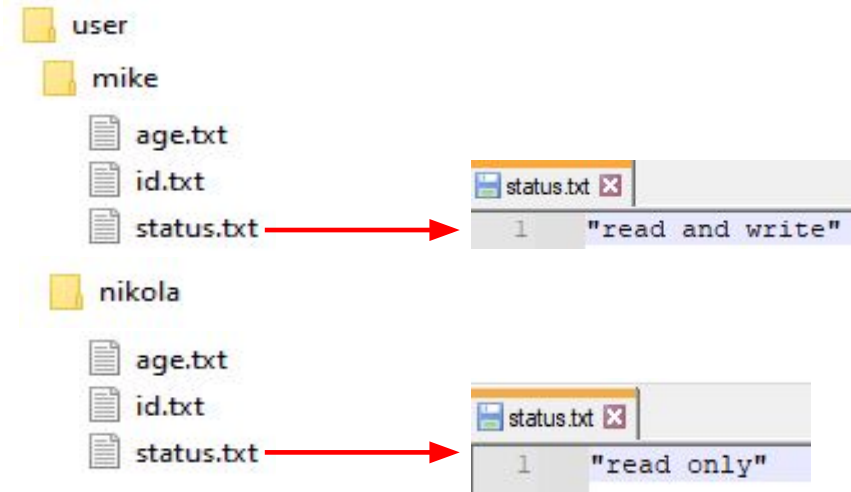 user
mike
age.txt
id.txt
status.txt
status.txt
1 "read and write"
nikola
age.txt
id.txt
status.txt
status.txt
1 "read only"